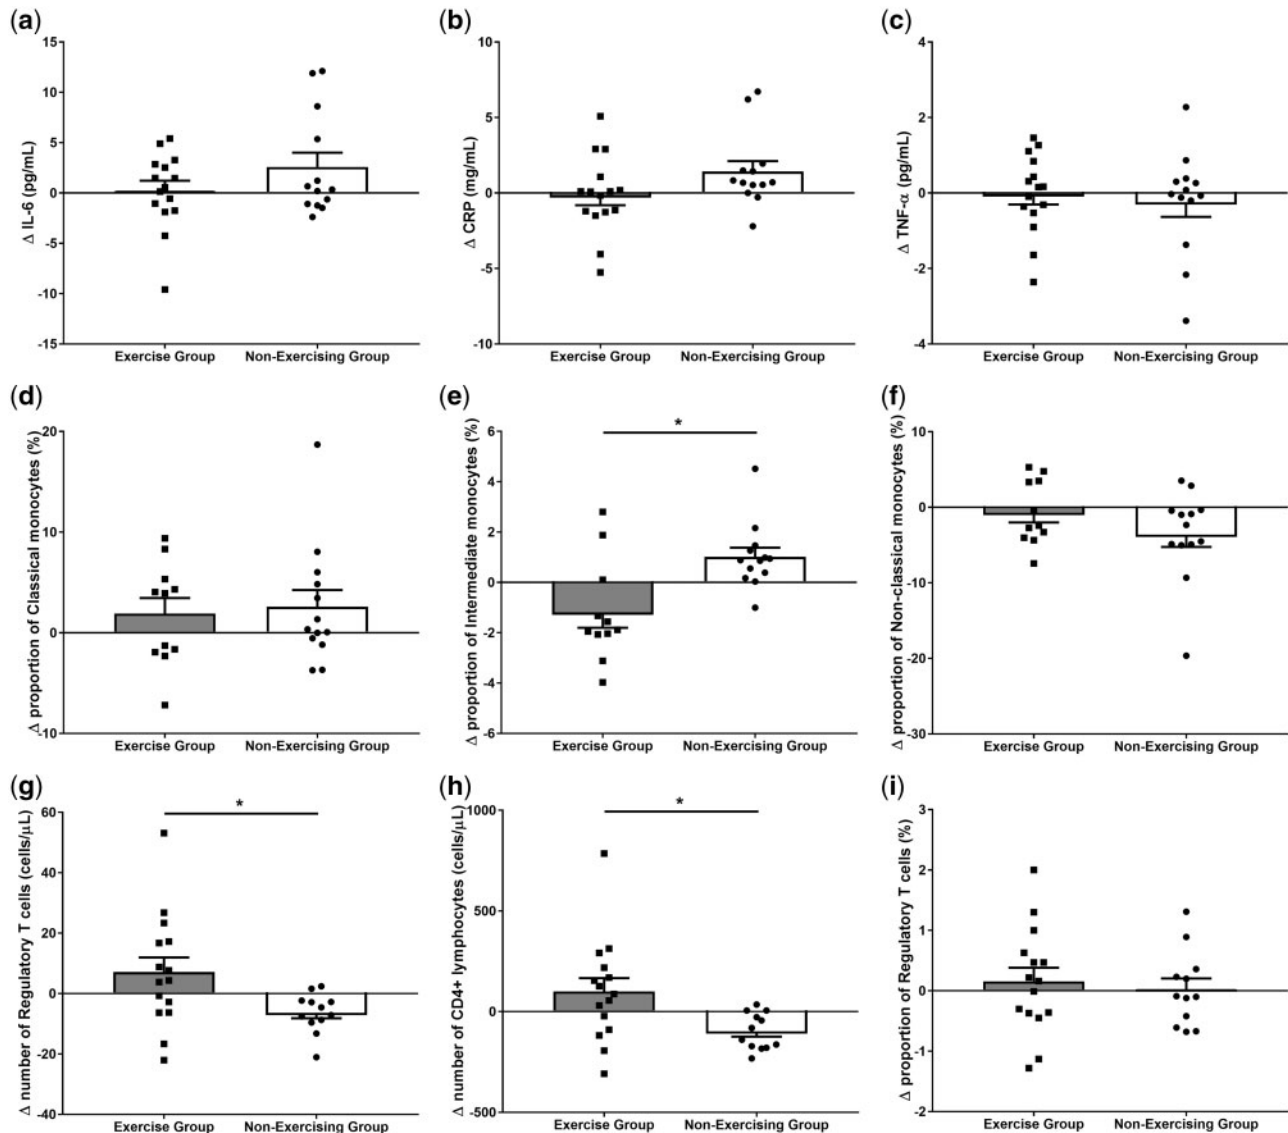 (a)
Δ IL-6 (pg/mL)
15
10
5
0
-5
-10
-15
Exercise Group Non-Exercising Group
(b)
Δ CRP (mg/mL)
10
5
0
-5
-10
Exercise Group Non-Exercising Group
(c)
Δ TNF-α (pg/mL)
4
2
0
-2
-4
Exercise Group Non-Exercising Group
(d)
Δ proportion of Classical monocytes (%)
20
10
0
-10
Exercise Group Non-Exercising Group
(e)
Δ proportion of Intermediate monocytes (%)
6
4
2
0
-2
-4
-6
*
Exercise Group Non-Exercising Group
(f)
Δ proportion of Non-classical monocytes (%)
10
0
-10
-20
-30
Exercise Group Non-Exercising Group
(g)
Δ number of Regulatory T cells (cells/μL)
60
40
20
0
-20
-40
*
Exercise Group Non-Exercising Group
(h)
Δ number of CD4+ lymphocytes (cells/μL)
1000
500
0
-500
*
Exercise Group Non-Exercising Group
(i)
Δ proportion of Regulatory T cells (%)
3
2
1
0
-1
-2
Exercise Group Non-Exercising Group